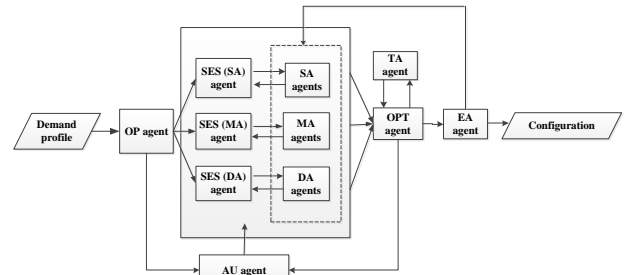 Demand
profile
OP agent
SES (SA)
agent
SA
agents
SES (MA)
agent
MA
agents
SES (DA)
agent
DA
agents
TA
agent
OPT
agent
EA
agent
Configuration
AU agent